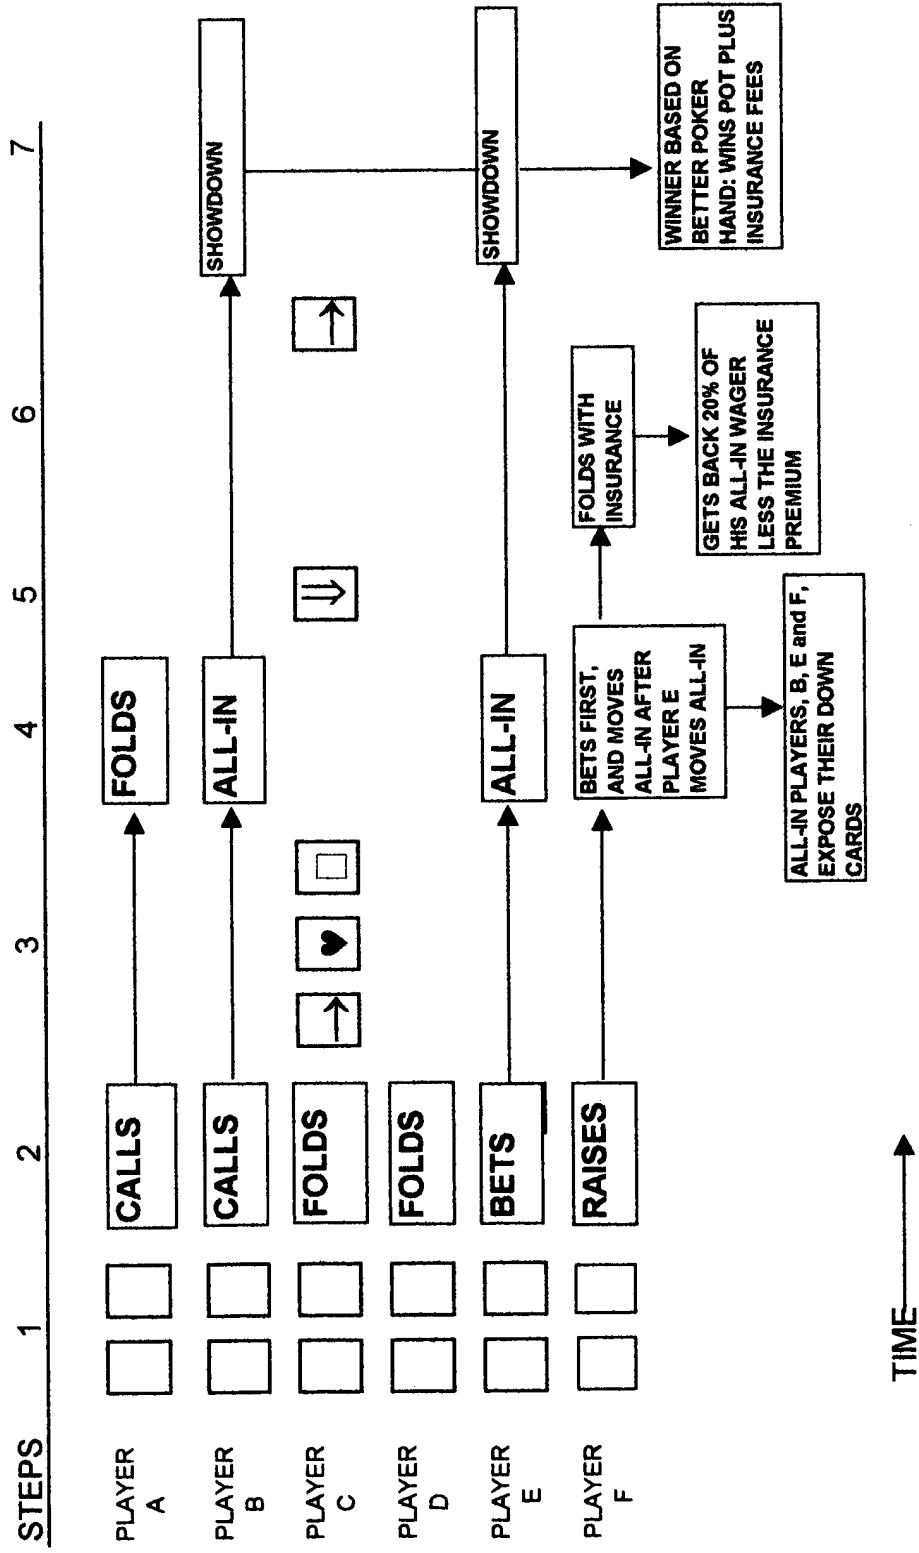 STEPS 1 2 3 4 5 6 7
PLAYER
A
CALLS
FOLDS
PLAYER
B
CALLS
ALL-IN
SHOWDOWN
PLAYER
C
FOLDS
PLAYER
D
FOLDS
PLAYER
E
BETS
ALL-IN
SHOWDOWN
PLAYER
F
RAISES
BETS FIRST,
AND MOVES
ALL-IN AFTER
PLAYER E
MOVES ALL-IN
FOLDS WITH
INSURANCE
WINNER BASED ON
BETTER POKER
HAND: WINS POT PLUS
INSURANCE FEES
GETS BACK 20% OF
HIS ALL-IN WAGER
LESS THE INSURANCE
PREMIUM
ALL-IN PLAYERS, B, E and F,
EXPOSE THEIR DOWN
CARDS
TIME